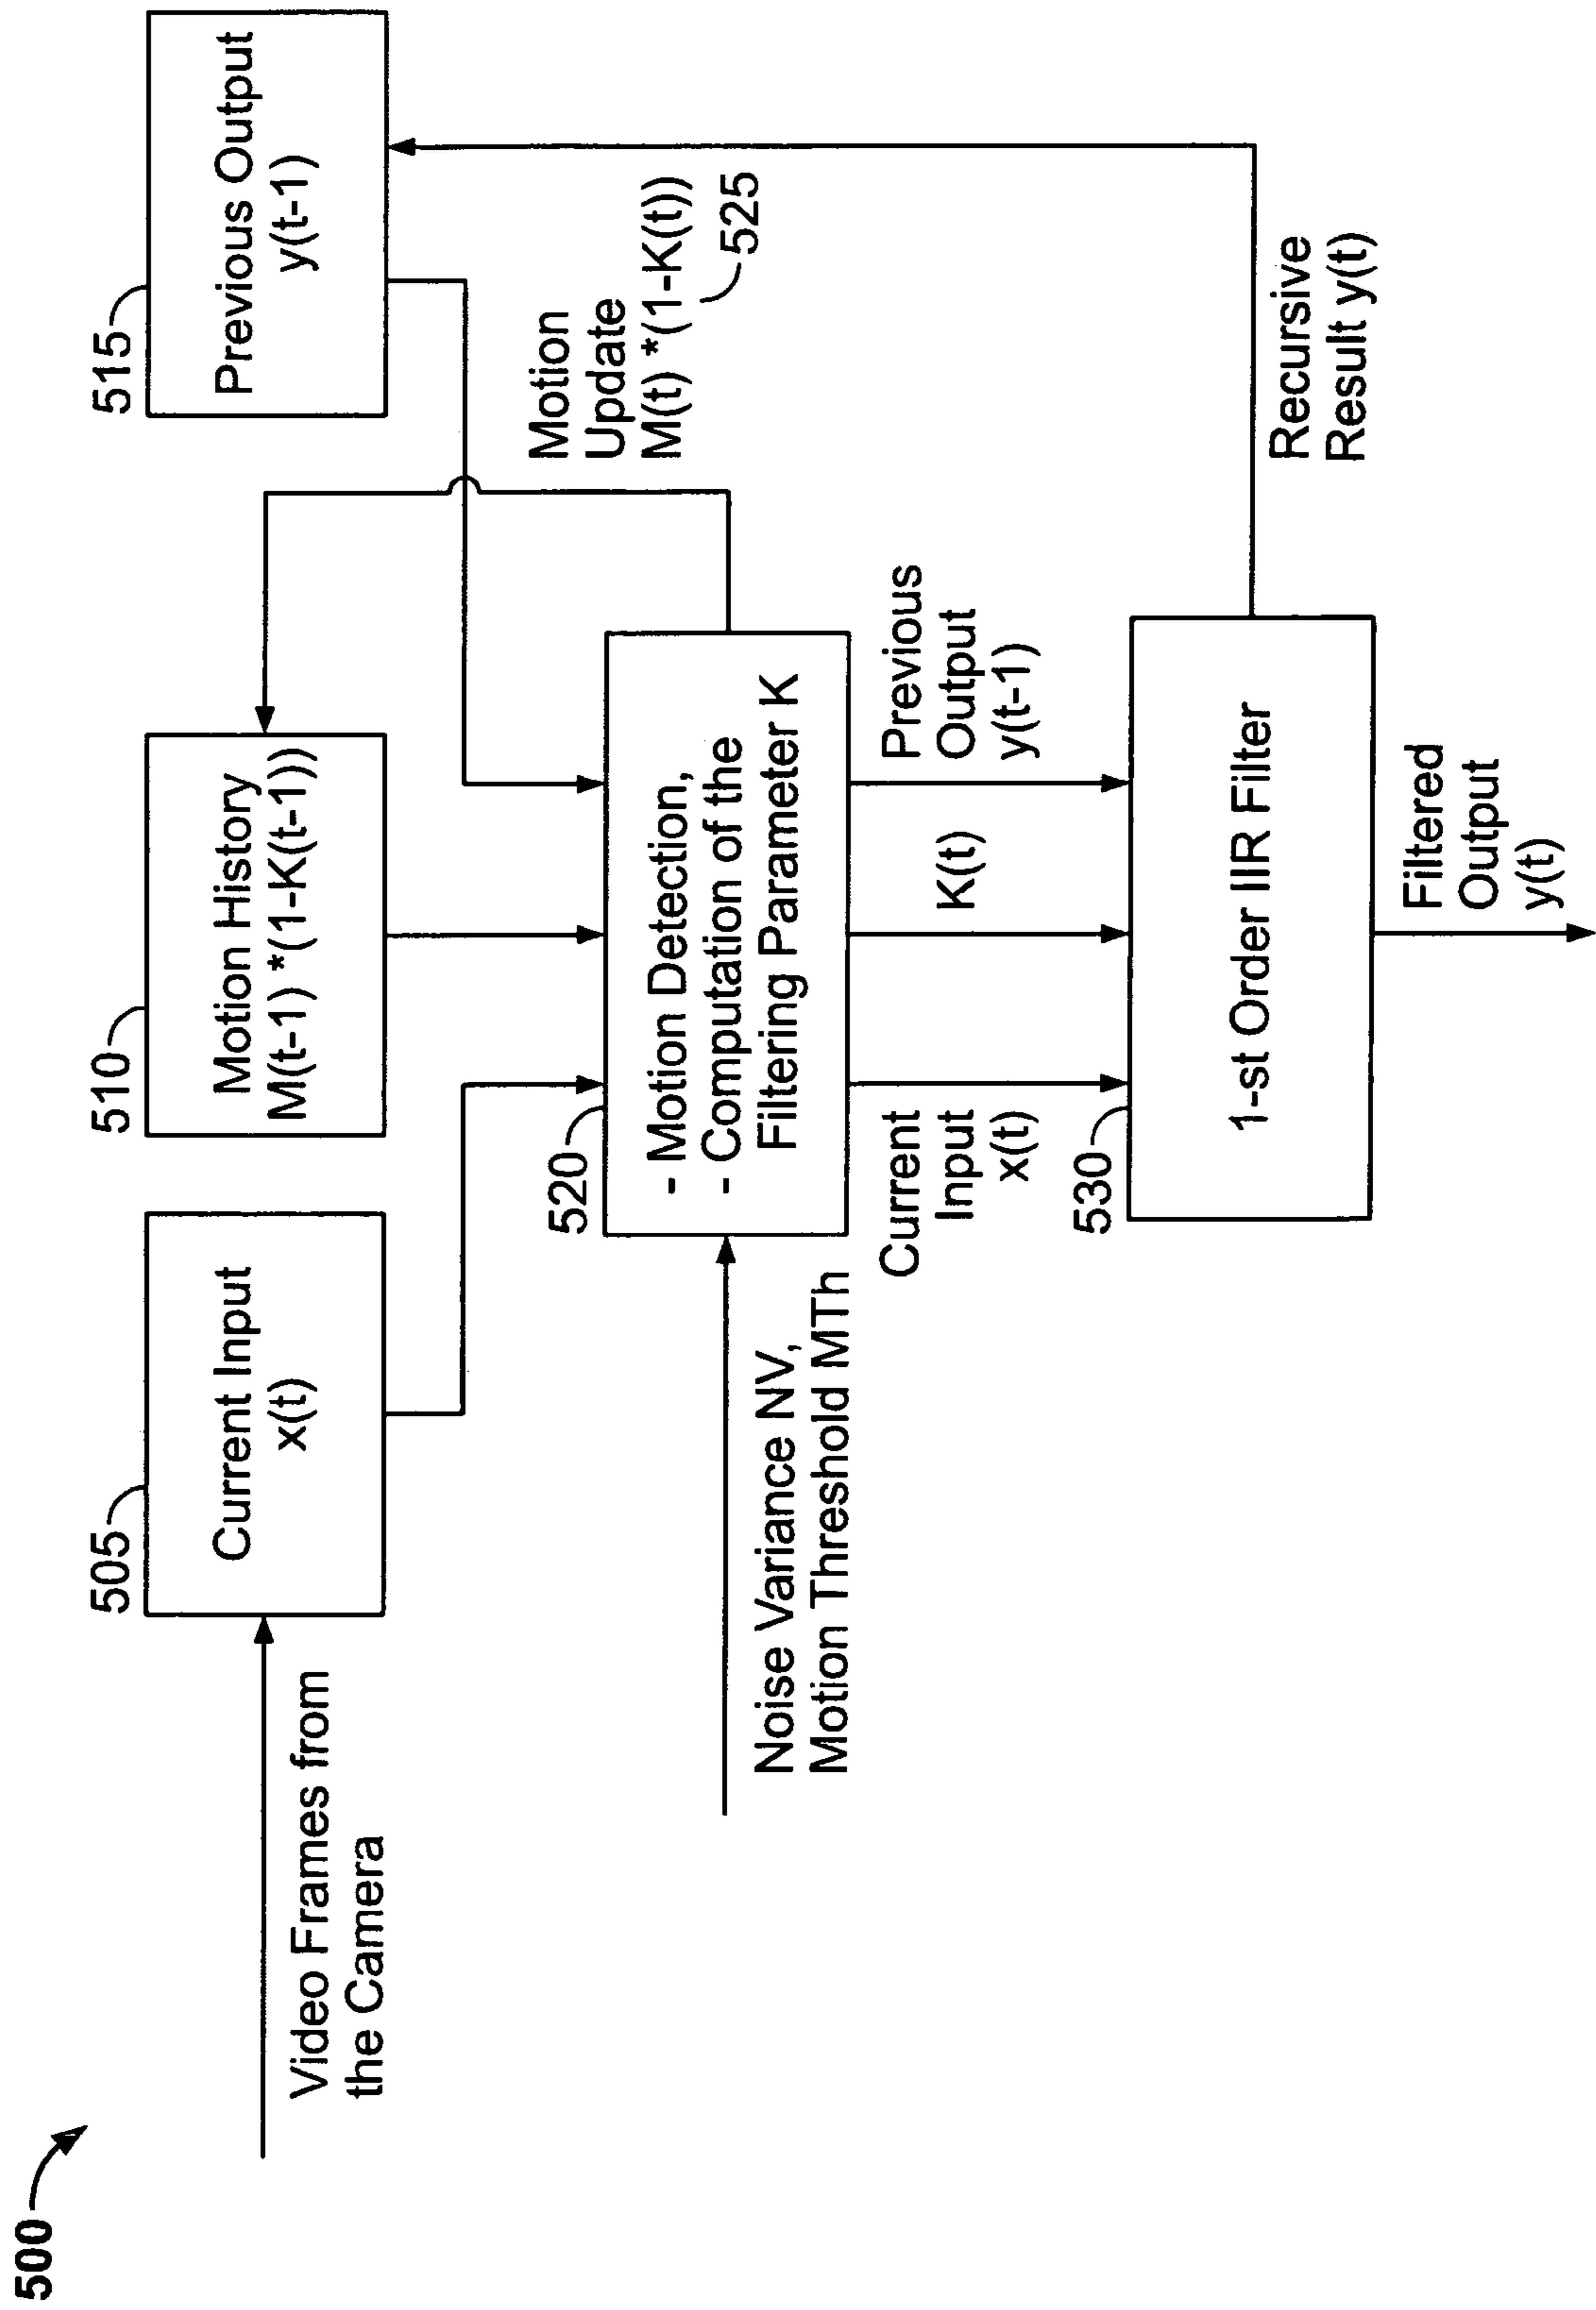 500
Video Frames from
the Camera
505
Current Input
x(t)
510
Motion History
M(t-1) *(1-K(t-1))
515
Previous Output
y(t-1)
Motion
Update
M(t) *(1-K(t))
525
Noise Variance NV,
Motion Threshold MTh
520
- Motion Detection,
- Computation of the
Filtering Parameter K
Current
Input
x(t)
K(t)
Previous
Output
y(t-1)
530
1-st Order IIR Filter
Recursive
Result y(t)
Filtered
Output
y(t)